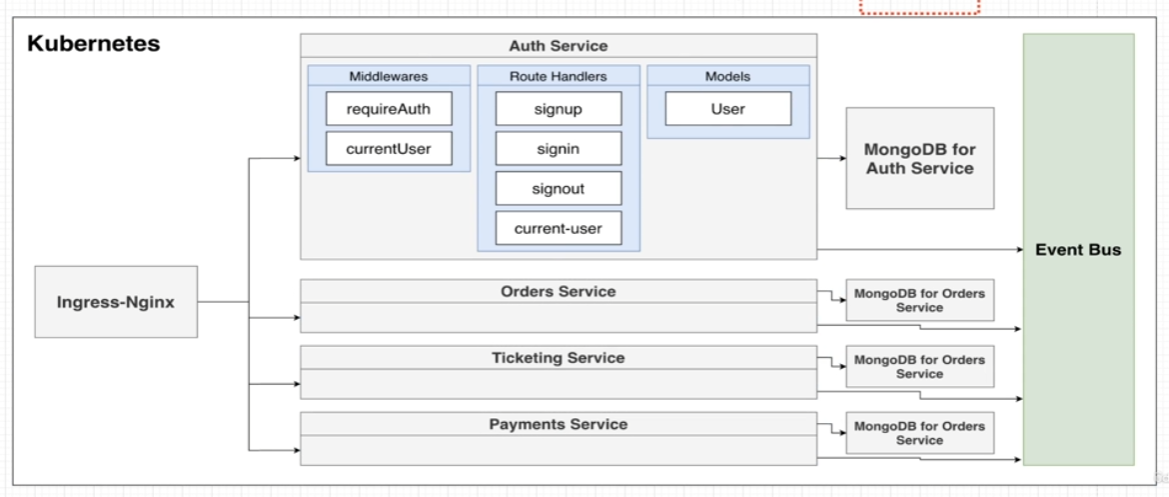 Kubernetes
Auth Service
Middlewares
requireAuth
currentUser
Route Handlers
signup
signin
signout
current-user
Models
User
MongoDB for
Auth Service
Event Bus
Ingress-Nginx
Orders Service
MongoDB for Orders
Service
Ticketing Service
MongoDB for Orders
Service
Payments Service
MongoDB for Orders
Service